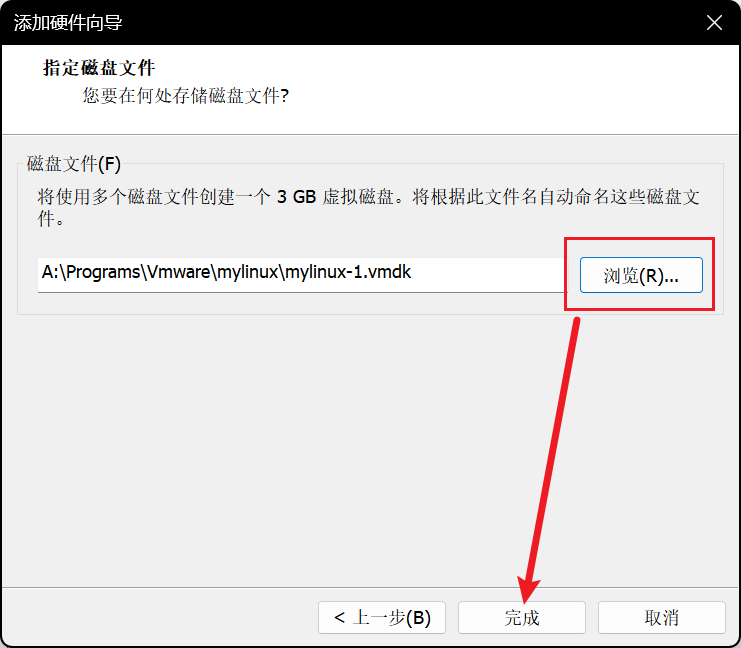 添加硬件向导
指定磁盘文件
您要在何处存储磁盘文件?
磁盘文件(F)
将使用多个磁盘文件创建一个 3 GB 虚拟磁盘。将根据此文件名自动命名这些磁盘文
件。
A:\Programs\Vmware\mylinux\mylinux-1.vmdk
浏览(R)...
< 上一步(B)
完成
取消